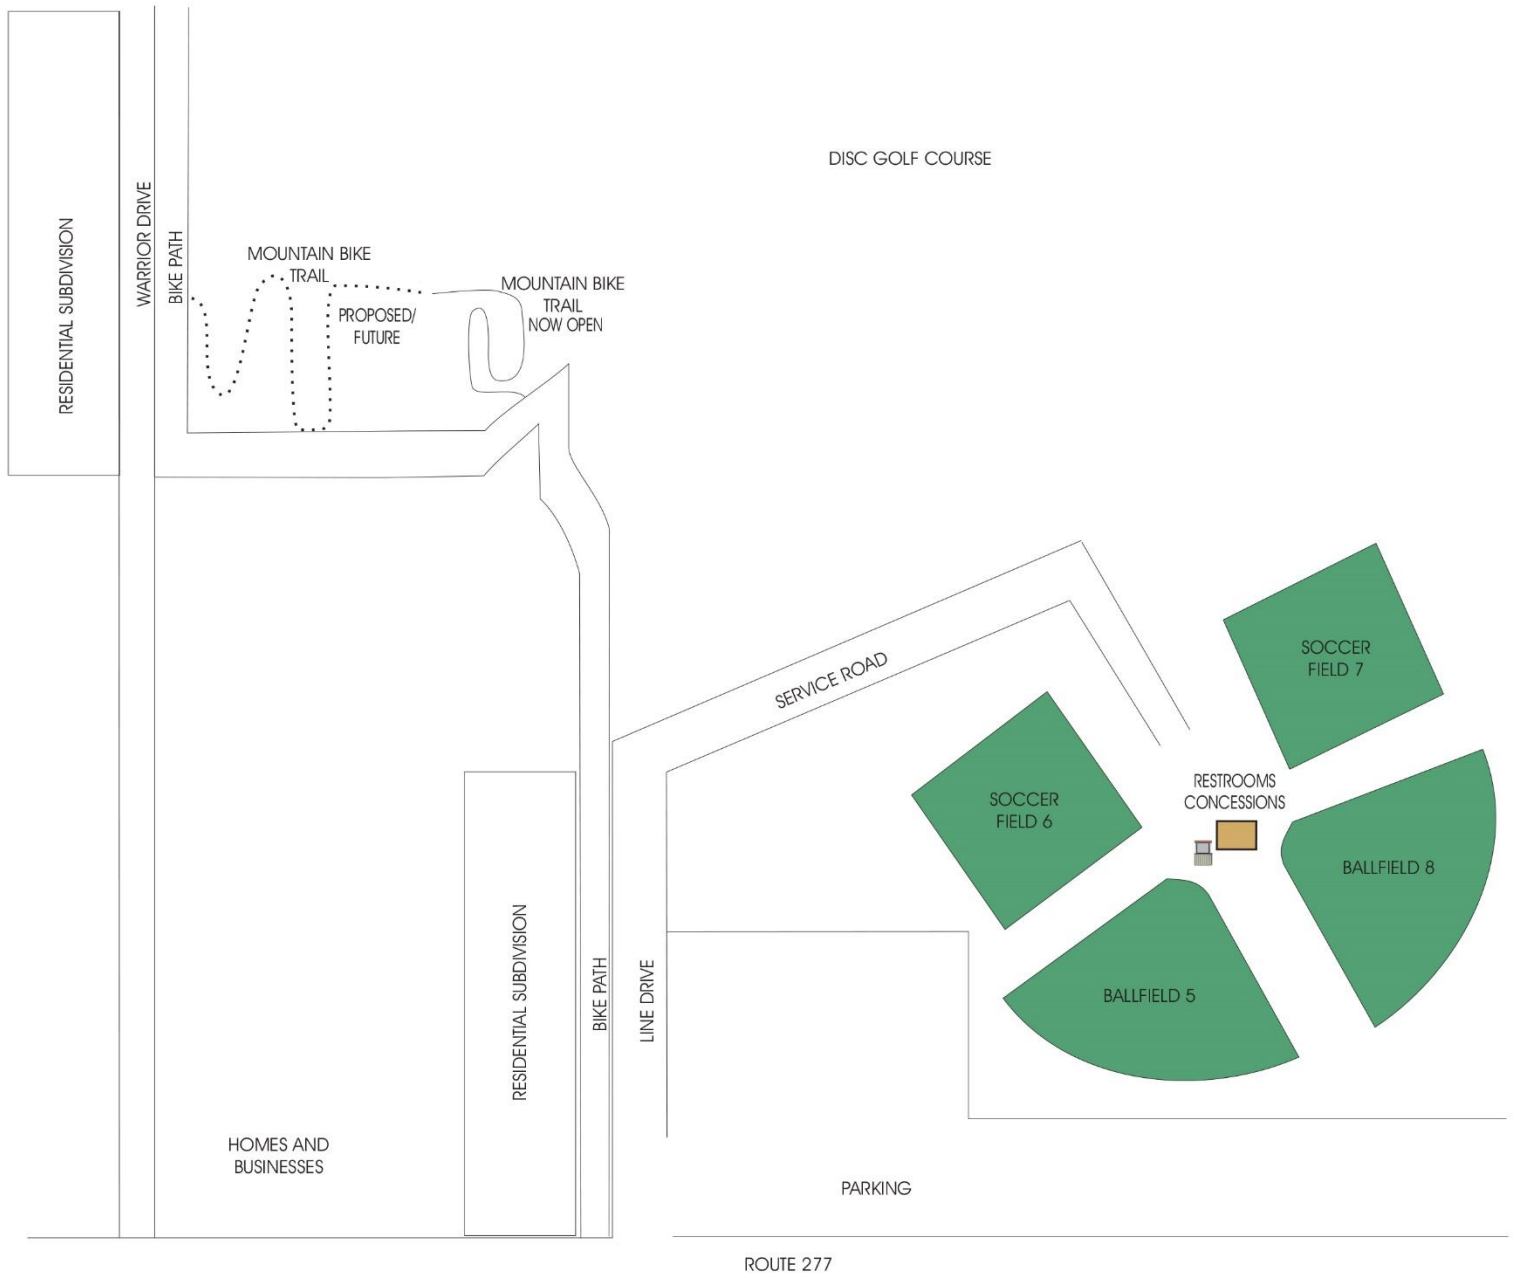 DISC GOLF COURSE
WARRIOR DRIVE
BIKE PATH
RESIDENTIAL SUBDIVISION
MOUNTAIN BIKE
TRAIL
PROPOSED/
FUTURE
MOUNTAIN BIKE
TRAIL
NOW OPEN
SERVICE ROAD
SOCCER
FIELD 7
SOCCER
FIELD 6
RESTROOMS
CONCESSIONS
BALLFIELD 8
BALLFIELD 5
RESIDENTIAL SUBDIVISION
BIKE PATH
LINE DRIVE
HOMES AND
BUSINESSES
PARKING
ROUTE 277